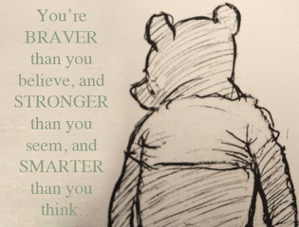 You're
BRAVER
than you
believe, and
STRONGER
than you
seem, and
SMARTER
than you
think.